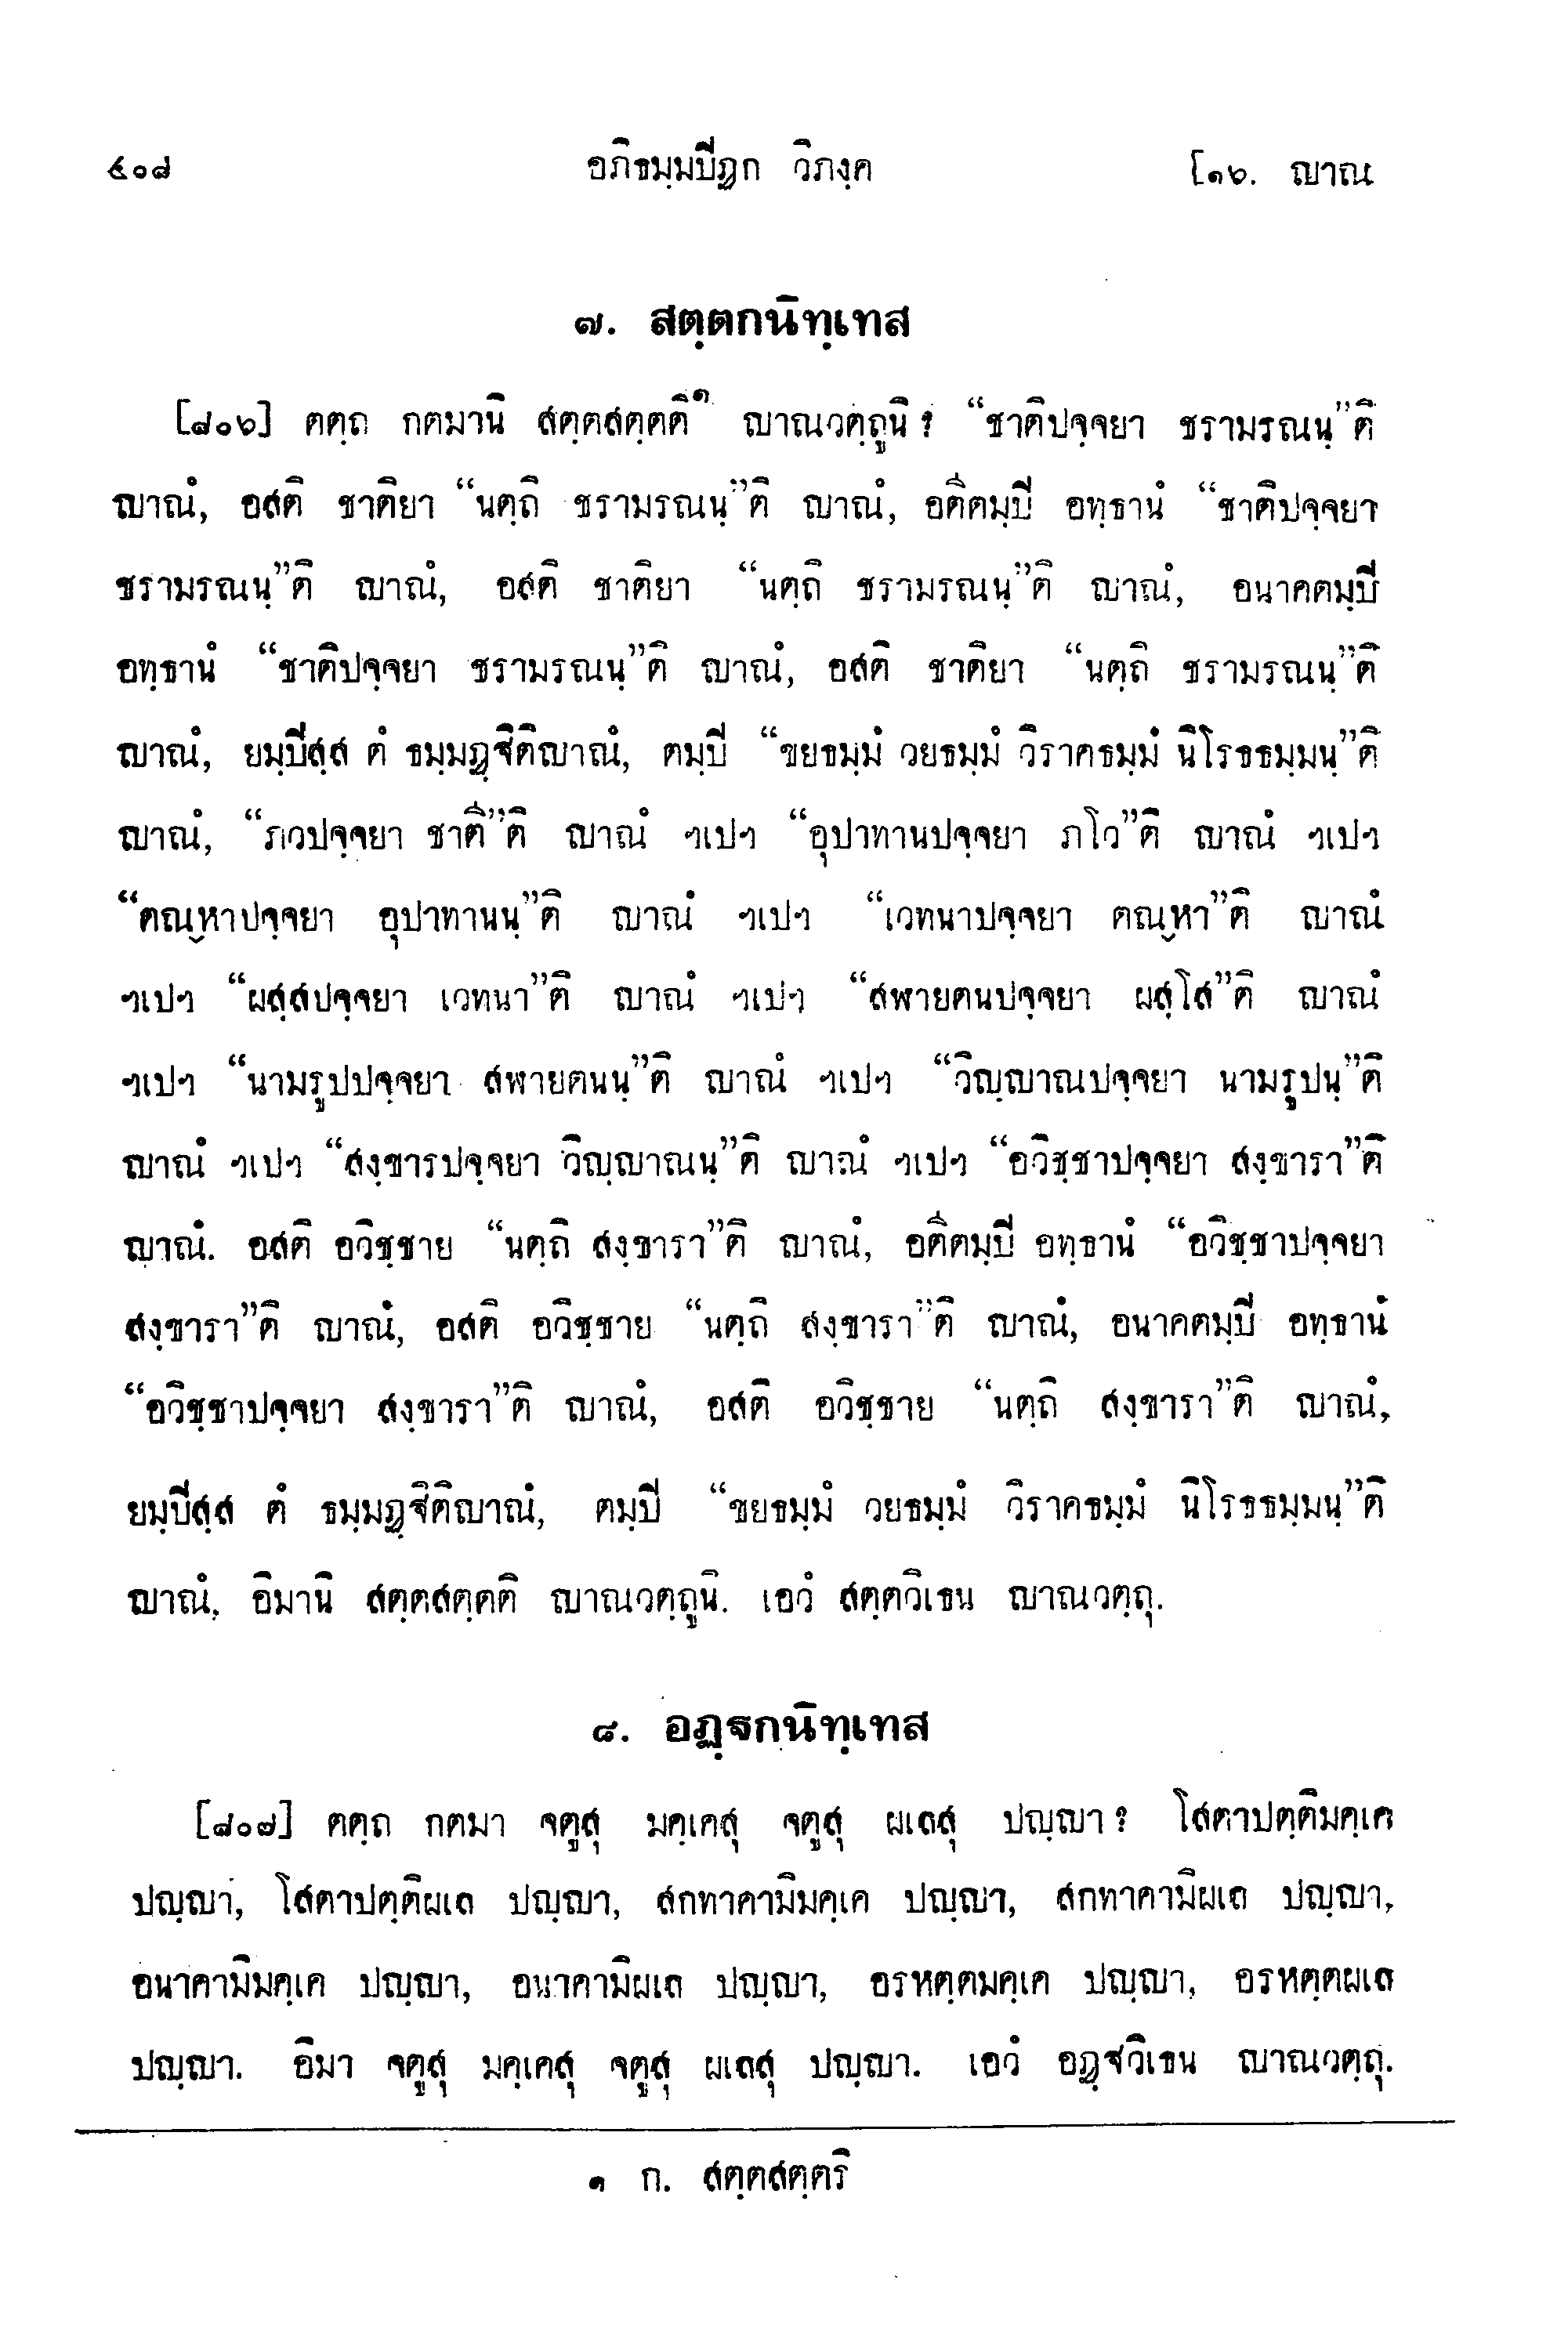 ๕๐๘ อภิธมฺมปีฏก วิภงฺค [๑๖. ญาณ
๗. สตฺตกนิทฺเทส
[๘๐๖] ตตฺถ กตมานิ สตฺตสตฺตติ๑ ญาณวตฺถูนิ ? “ชาติปจฺจยา ชรามรณนฺ”ติ
ญาณํ, อสติ ชาติยา “นตฺถิ ชรามรณนฺ”ติ ญาณํ, อตีตมฺปี อทฺธานํ “ชาติปจฺจยา
ชรามรณนฺ”ติ ญาณํ, อสติ ชาติยา “นตฺถิ ชรามรณนฺ”ติ ญาณํ, อนาคตมฺปี
อทฺธานํ “ชาติปจฺจยา ชรามรณนฺ”ติ ญาณํ, อสติ ชาติยา “นตฺถิ ชรามรณนฺ”ติ
ญาณํ, ยมฺปีสฺส ตํ ธมฺมฏฺฐิติญาณํ, ตมฺปี “ขยธมฺมํ วยธมฺมํ วิราคธมฺมํ นิโรธธมฺมนฺ”ติ
ญาณํ, “ภวปจฺจยา ชาตี”ติ ญาณํ ฯเปฯ “อุปาทานปจฺจยา ภโว”ติ ญาณํ ฯเปฯ
“ตณฺหาปจฺจยา อุปาทานนฺ”ติ ญาณํ ฯเปฯ “เวทนาปจฺจยา ตณฺหา”ติ ญาณํ
ฯเปฯ “ผสฺสปจฺจยา เวทนา”ติ ญาณํ ฯเปฯ “สฬายตนปจฺจยา ผสฺโส”ติ ญาณํ
ฯเปฯ “นามรูปปจฺจยา สฬายตนนฺ”ติ ญาณํ ฯเปฯ “วิญฺญาณปจฺจยา นามรูปนฺ”ติ
ญาณํ ฯเปฯ “สงฺขารปจฺจยา วิญฺญาณนฺ”ติ ญาณํ ฯเปฯ “อวิชฺชาปจฺจยา สงฺขารา”ติ
ญาณํ. อสติ อวิชฺชาย “นตฺถิ สงฺขารา”ติ ญาณํ, อตีตมฺปี อทฺธานํ “อวิชฺชาปจฺจยา
สงฺขารา”ติ ญาณํ, อสติ อวิชฺชาย “นตฺถิ สงฺขารา”ติ ญาณํ, อนาคตมฺปี อทฺธานํ
“อวิชฺชาปจฺจยา สงฺขารา”ติ ญาณํ, อสติ อวิชฺชาย “นตฺถิ สงฺขารา”ติ ญาณํ,
ยมฺปีสฺส ตํ ธมฺมฏฺฐิติญาณํ, ตมฺปี “ขยธมฺมํ วยธมฺมํ วิราคธมฺมํ นิโรธธมฺมนฺ”ติ
ญาณํ, อิมานิ สตฺตสตฺตติ ญาณวตฺถูนิ. เอวํ สตฺตวิเธน ญาณวตฺถุ.
๘. อฏฺฐกนิทฺเทส
[๘๐๗] ตตฺถ กตมา จตูสุ มคฺเคสุ จตูสุ ผเลสุ ปญฺญา ? โสตาปตฺติมคฺเค
ปญฺญา, โสตาปตฺติผเล ปญฺญา, สกทาคามิมคฺเค ปญฺญา, สกทาคามิผเล ปญฺญา,
อนาคามิมคฺเค ปญฺญา, อนาคามิผเล ปญฺญา, อรหตฺตมคฺเค ปญฺญา, อรหตฺตผเล
ปญฺญา. อิมา จตูสุ มคฺเคสุ จตูสุ ผเลสุ ปญฺญา. เอวํ อฏฺฐวิเธน ญาณวตฺถุ.
๑ ก. สตฺตสตฺตริ